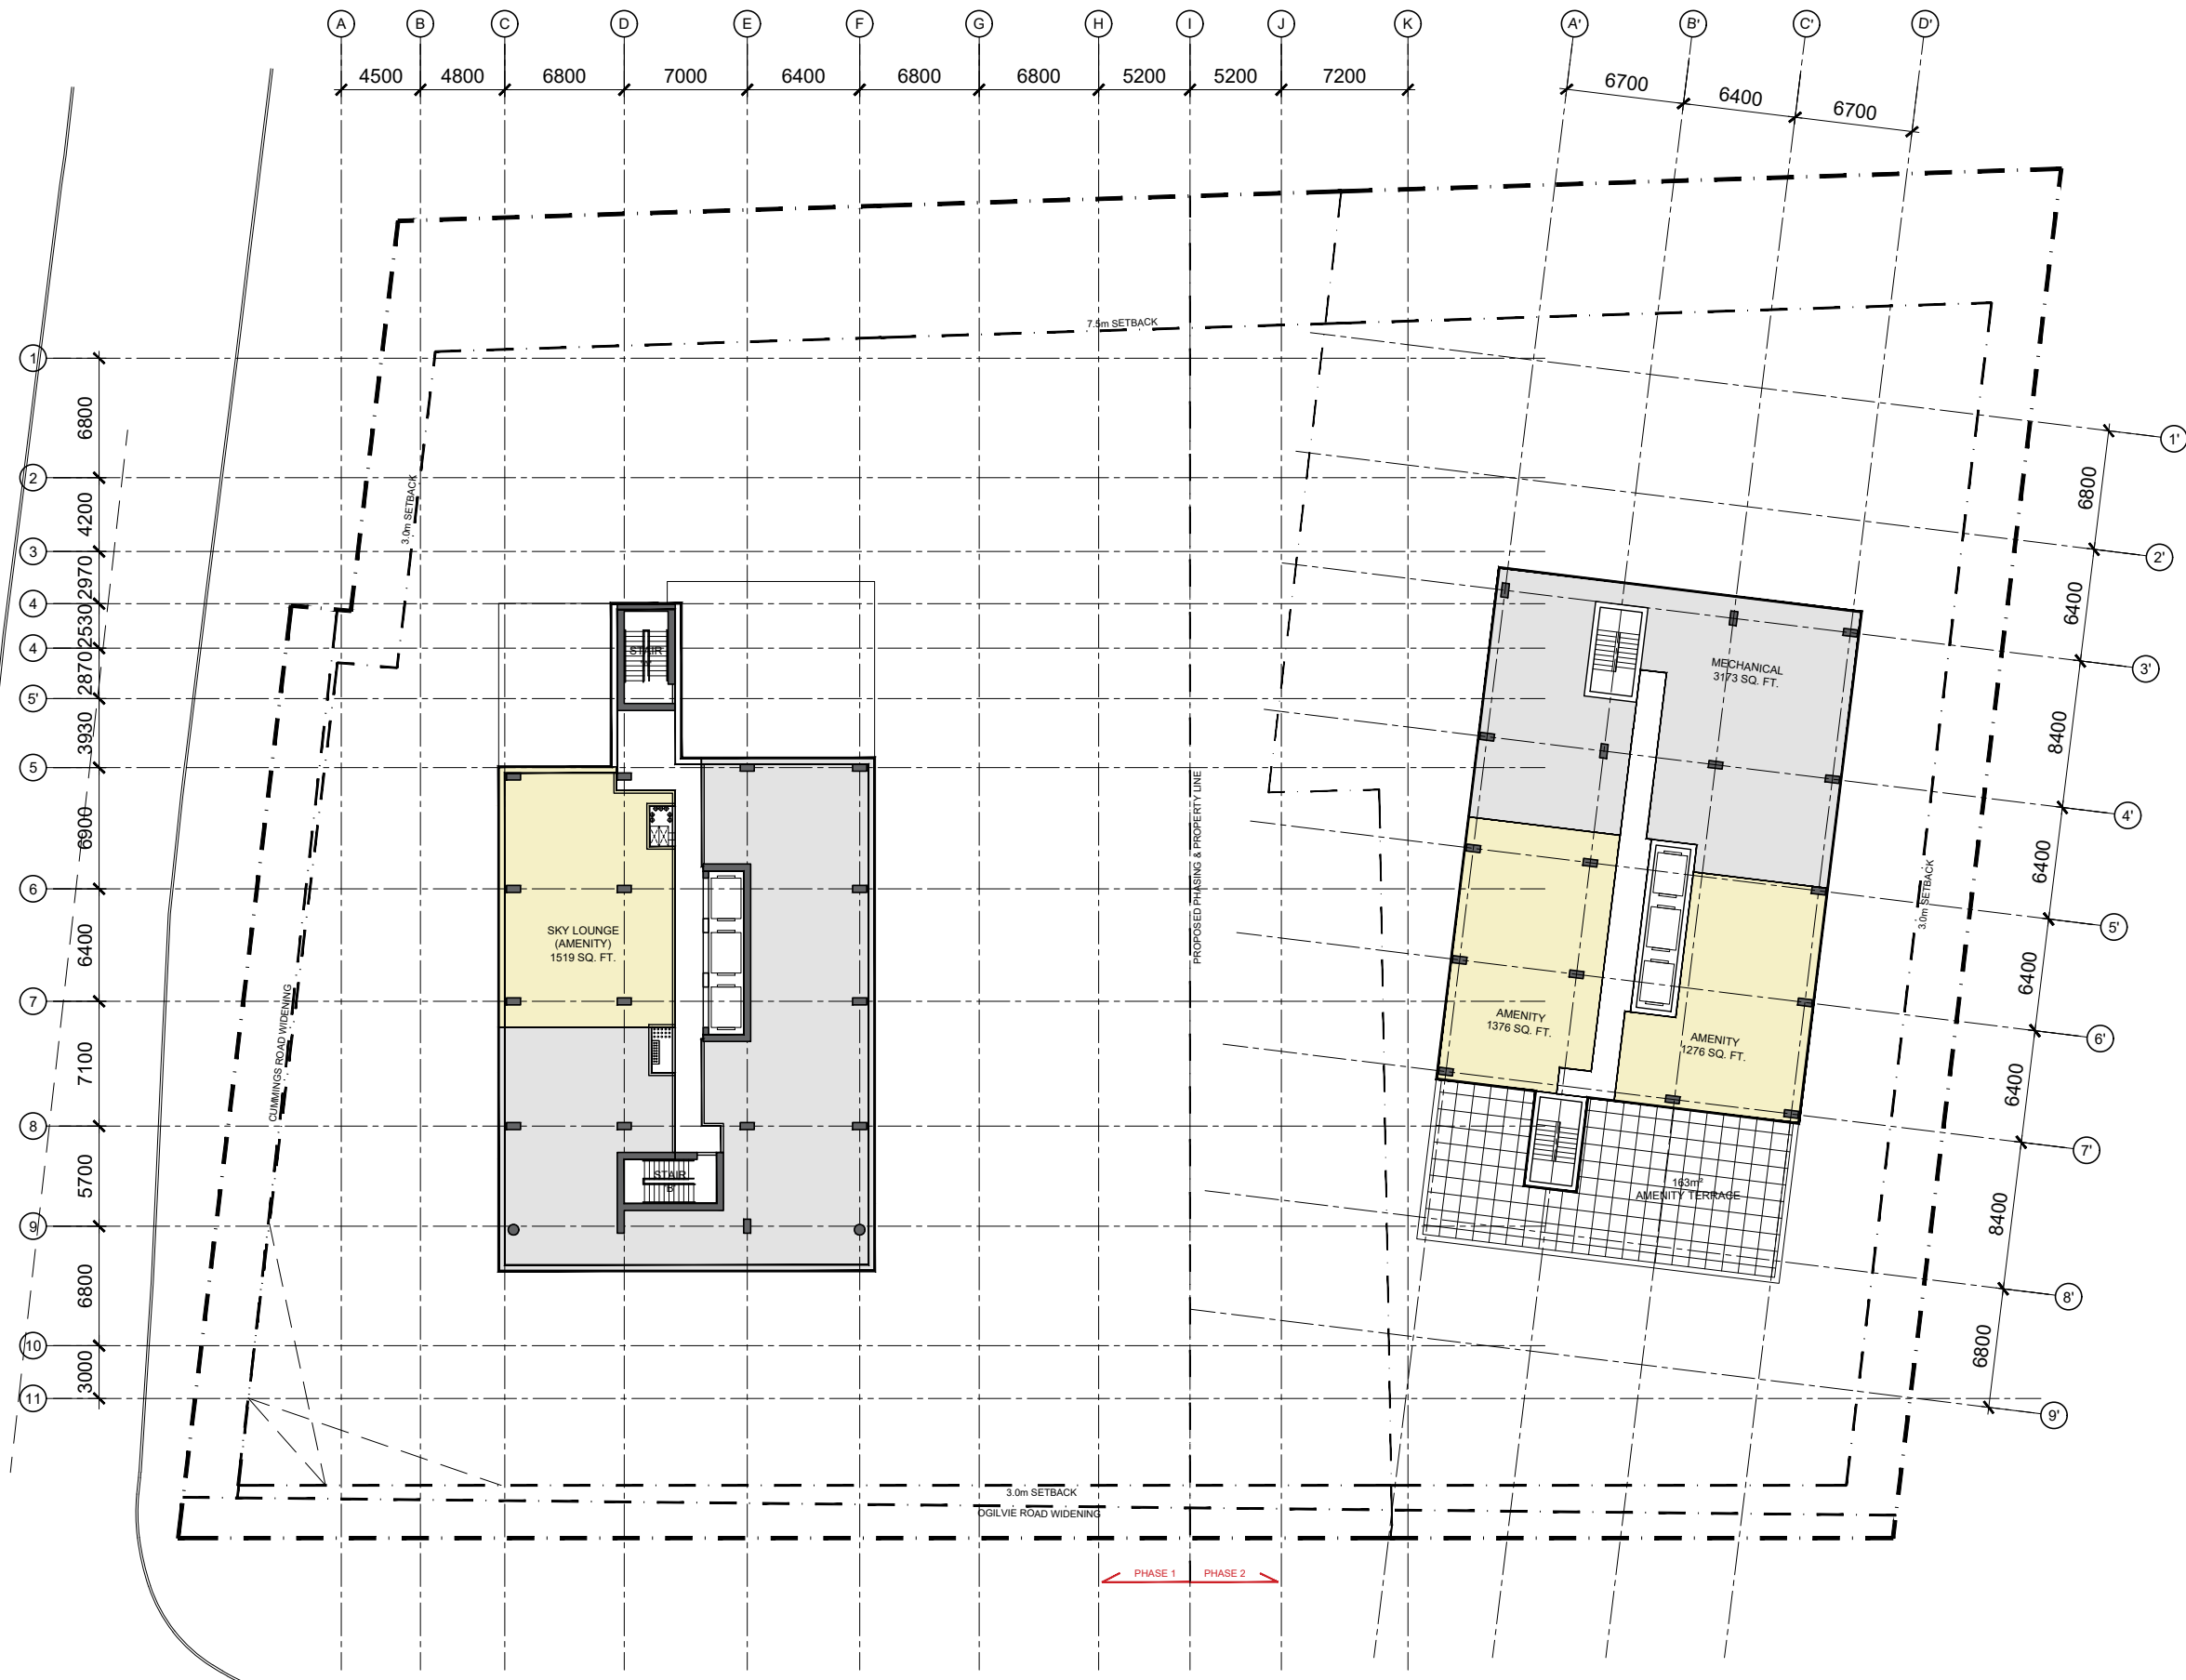 A B C D E F G H I J K A' B' C' D'
4500 4800 6800 7000 6400 6800 6800 5200 5200 7200
6700 6400 6700
7.5m SETBACK
1
6800
2
4200
3
2970
4
2530
4
2870
5'
3930
5
6900
6
6400
7
7100
8
5700
9
6800
10
3000
11
3.0m SETBACK
CUMMINGS ROAD WIDENING
STAIR
SKY LOUNGE
(AMENITY)
1519 SQ. FT.
STAIR
'B'
PROPOSED PHASING & PROPERTY LINE
MECHANICAL
3173 SQ. FT.
AMENITY
1376 SQ. FT.
AMENITY
1276 SQ. FT.
163m²
AMENITY TERRACE
3.0m SETBACK
1'
6800
2'
6400
3'
8400
4'
6400
5'
6400
6'
6400
7'
8400
8'
6800
9'
3.0m SETBACK
OGILVIE ROAD WIDENING
PHASE 1 PHASE 2